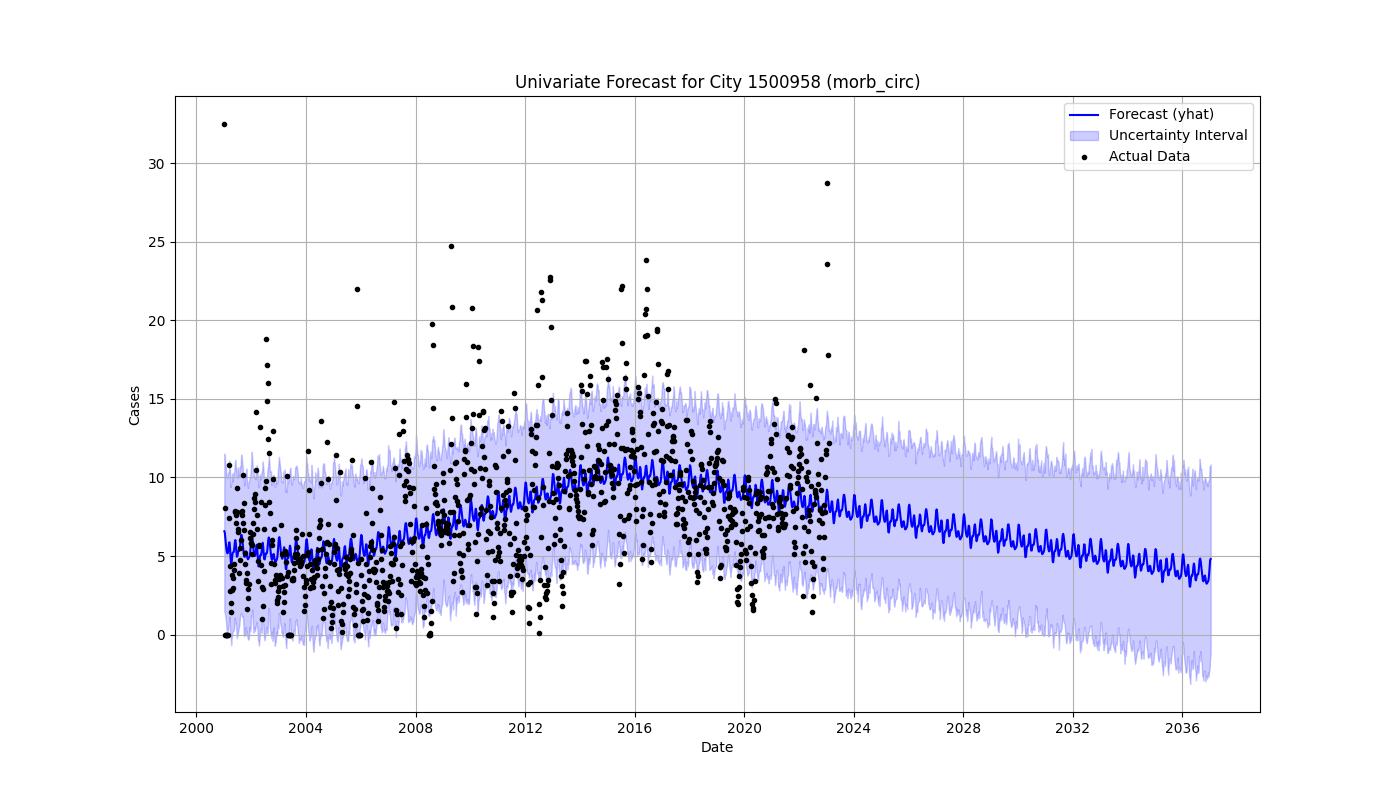 Univariate Forecast for City 1500958 (morb_circ)
Forecast (yhat)
Uncertainty Interval
Actual Data
Cases
30
25
20
15
10
5
0
2000 2004 2008 2012 2016 2020 2024 2028 2032 2036
Date